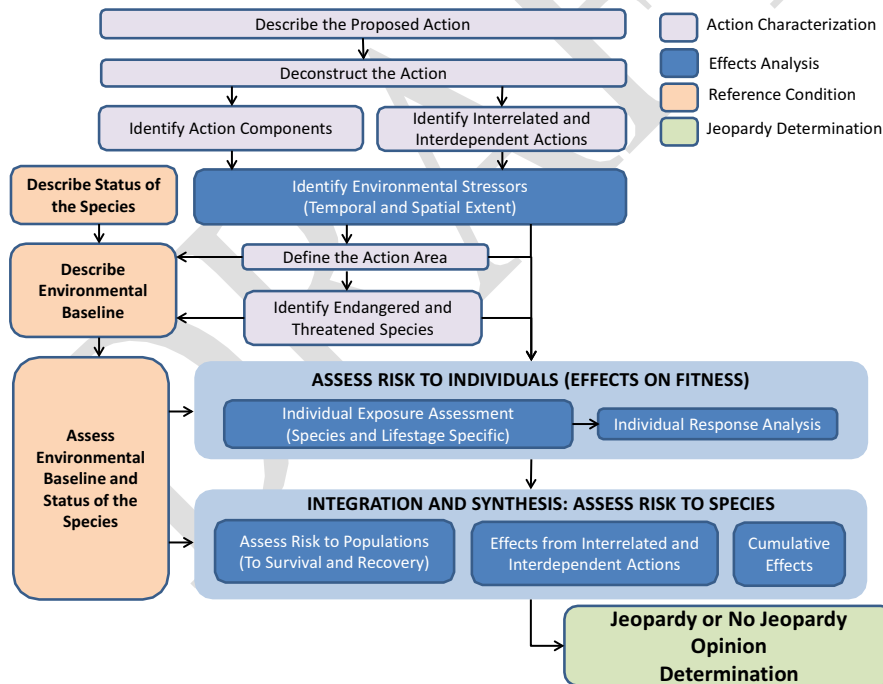 Describe the Proposed Action
Deconstruct the Action
Identify Action Components
Identify Interrelated and
Interdependent Actions
Action Characterization
Effects Analysis
Reference Condition
Jeopardy Determination
Describe Status of
the Species
Identify Environmental Stressors
(Temporal and Spatial Extent)
Describe
Environmental
Baseline
Define the Action Area
Identify Endangered and
Threatened Species
Assess
Environmental
Baseline and
Status of the
Species
ASSESS RISK TO INDIVIDUALS (EFFECTS ON FITNESS)
Individual Exposure Assessment
(Species and Lifestage Specific)
Individual Response Analysis
INTEGRATION AND SYNTHESIS: ASSESS RISK TO SPECIES
Assess Risk to Populations
(To Survival and Recovery)
Effects from Interrelated and
Interdependent Actions
Cumulative
Effects
Jeopardy or No Jeopardy
Opinion
Determination